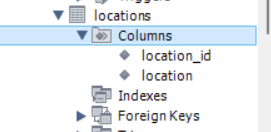 locations
Columns
location_id
location
Indexes
Foreign Keys